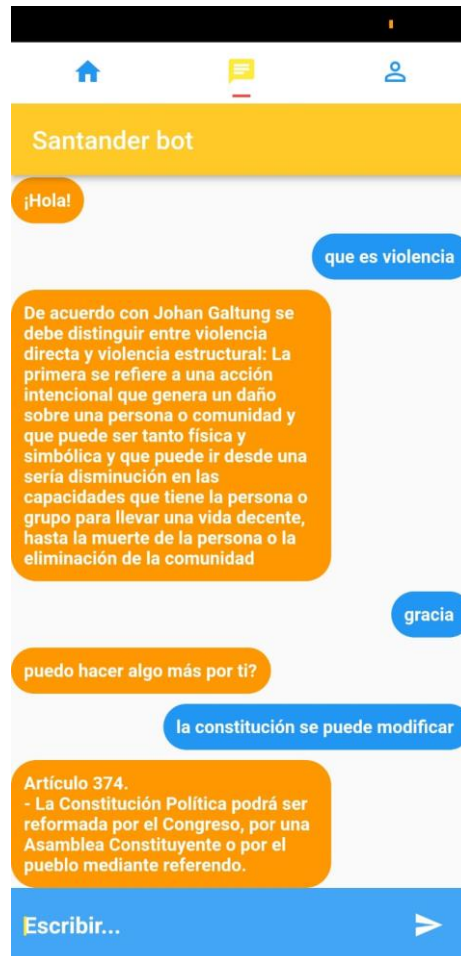 Santander bot
¡Hola!
que es violencia
De acuerdo con Johan Galtung se
debe distinguir entre violencia
directa y violencia estructural: La
primera se refiere a una acción
intencional que genera un daño
sobre una persona o comunidad y
que puede ser tanto física y
simbólica y que puede ir desde una
sería disminución en las
capacidades que tiene la persona o
grupo para llevar una vida decente,
hasta la muerte de la persona o la
eliminación de la comunidad
gracia
puedo hacer algo más por ti?
la constitución se puede modificar
Artículo 374.
- La Constitución Política podrá ser
reformada por el Congreso, por una
Asamblea Constituyente o por el
pueblo mediante referendo.
Escribir...